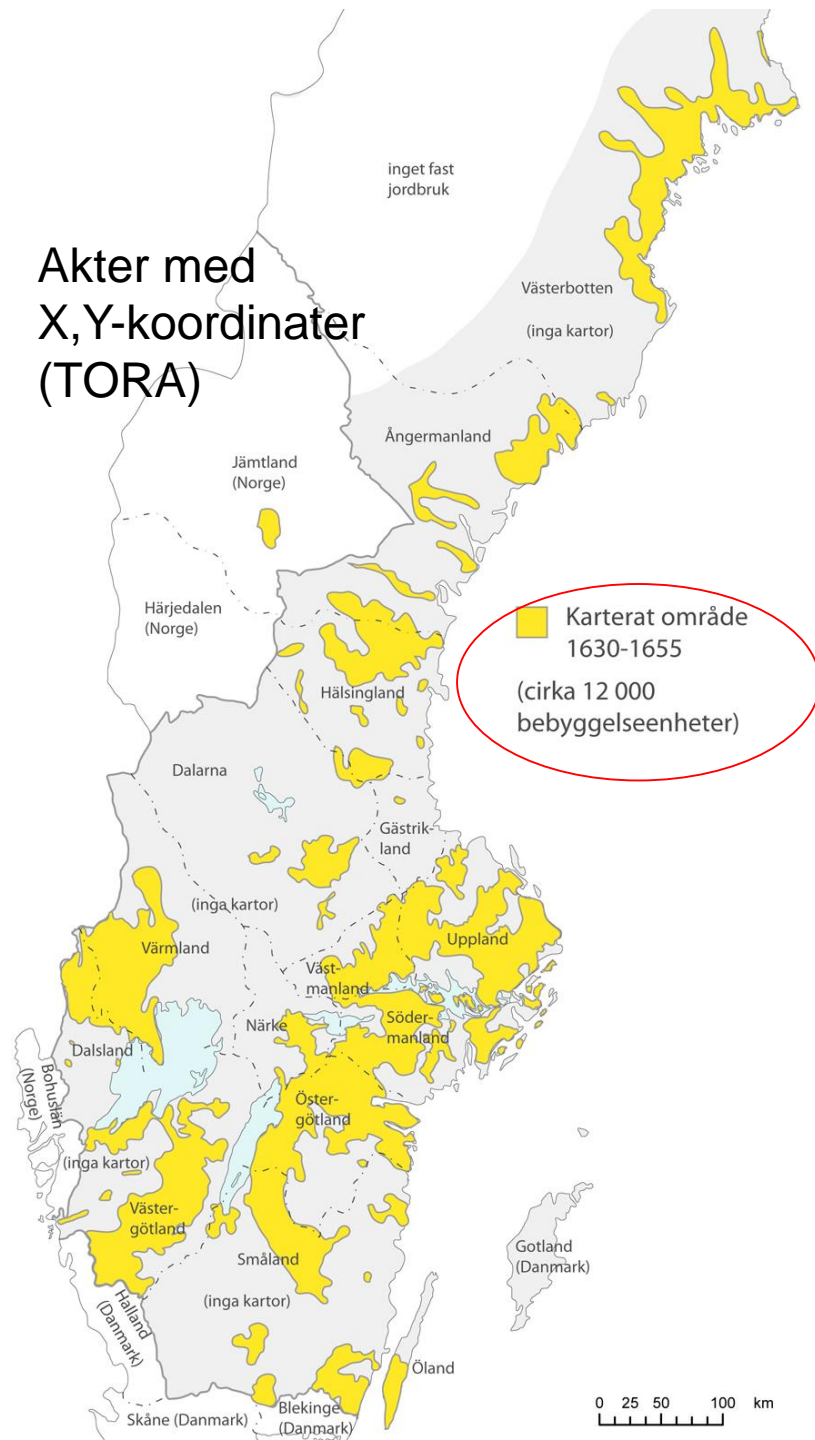 inget fast
jordbruk
Akter med
X,Y-koordinater
(TORA)
Västerbotten
(inga kartor)
Ångermanland
Jämtland
(Norge)
Härjedalen
(Norge)
Karterat område
1630-1655
(cirka 12 000
bebyggelseenheter)
Hälsingland
Dalarna
Gästrik-
land
(inga kartor)
Värmland
Uppland
Väst-
manland
Närke
Söder-
manland
Dalsland
Bohuslän
(Norge)
Öster-
götland
(inga kartor)
Väster-
götland
Småland
(inga kartor)
Gotland
(Danmark)
Halland
(Danmark)
Öland
Skåne (Danmark)
Blekinge
(Danmark)
0 25 50 100 km